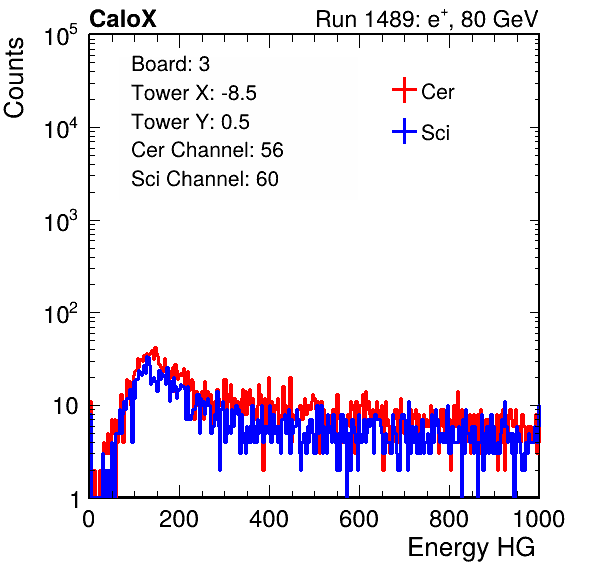 CaloX Run 1489: e⁺, 80 GeV
Counts
10⁵
10⁴
10³
10²
10
1
Board: 3
Tower X: -8.5
Tower Y: 0.5
Cer Channel: 56
Sci Channel: 60
Cer
Sci
0 200 400 600 800 1000
Energy HG